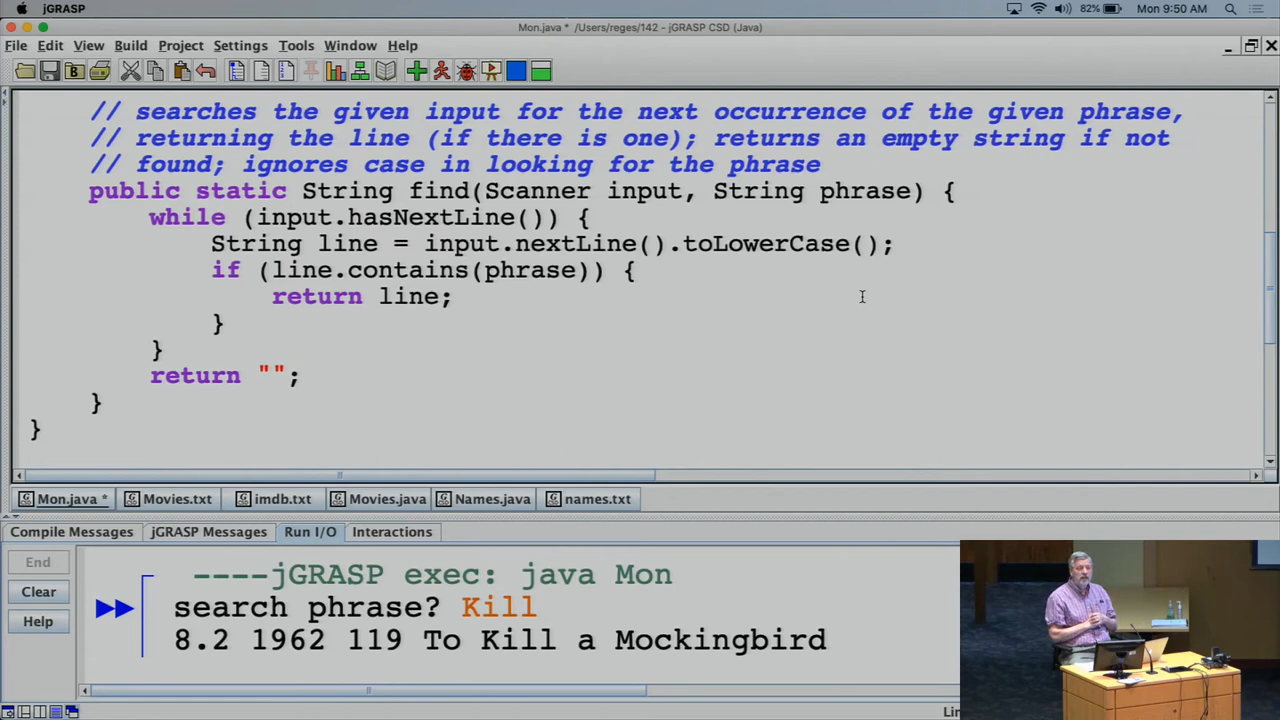 jGRASP
82%
Mon 9:50 AM
Mon.java * /Users/reges/142 - jGRASP CSD (Java)
File Edit View Build Project Settings Tools Window Help
// searches the given input for the next occurrence of the given phrase,
// returning the line (if there is one); returns an empty string if not
// found; ignores case in looking for the phrase
public static String find(Scanner input, String phrase) {
while (input.hasNextLine()) {
String line = input.nextLine().toLowerCase();
if (line.contains(phrase)) {
return line;
}
}
return "";
}
}
Mon.java * Movies.txt imdb.txt Movies.java Names.java names.txt
Compile Messages jGRASP Messages Run I/O Interactions
End
Clear
Help
----jGRASP exec: java Mon
search phrase? Kill
8.2 1962 119 To Kill a Mockingbird